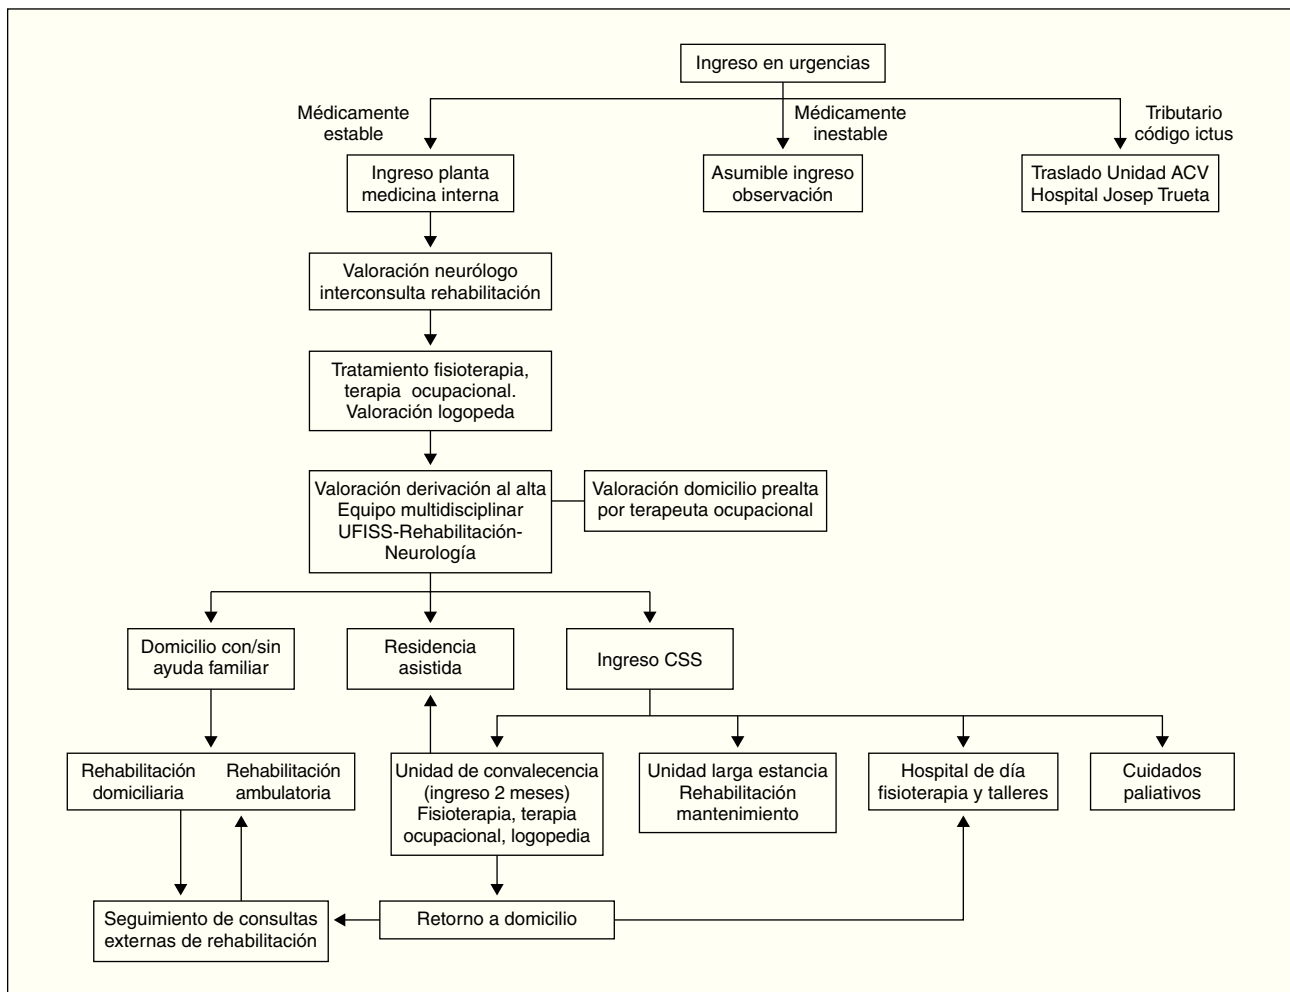 Ingreso en urgencias
Médicamente
estable
Médicamente
inestable
Tributario
código ictus
Ingreso planta
medicina interna
Asumible ingreso
observación
Traslado Unidad ACV
Hospital Josep Trueta
Valoración neurólogo
interconsulta rehabilitación
Tratamiento fisioterapia,
terapia ocupacional.
Valoración logopeda
Valoración derivación al alta
Equipo multidisciplinar
UFISS-Rehabilitación-
Neurología
Valoración domicilio prealta
por terapeuta ocupacional
Domicilio con/sin
ayuda familiar
Residencia
asistida
Ingreso CSS
Rehabilitación
domiciliaria
Rehabilitación
ambulatoria
Unidad de convalecencia
(ingreso 2 meses)
Fisioterapia, terapia
ocupacional, logopedia
Unidad larga estancia
Rehabilitación
mantenimiento
Hospital de día
fisioterapia y talleres
Cuidados
paliativos
Seguimiento de consultas
externas de rehabilitación
Retorno a domicilio